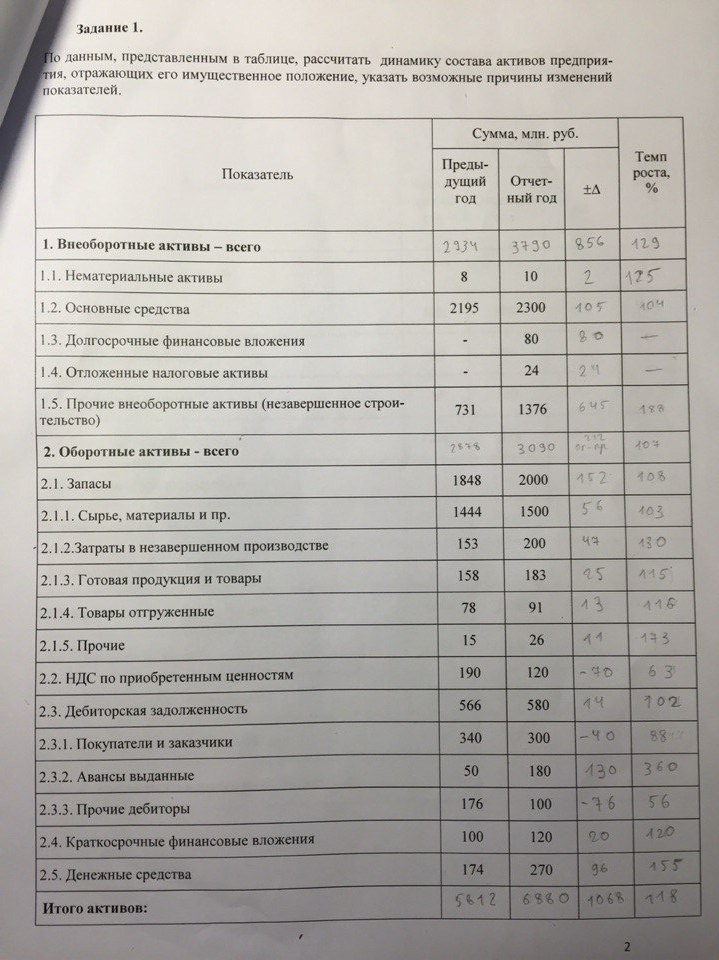 Задание 1.
По данным, представленным в таблице, рассчитать динамику состава активов предприя-
тия, отражающих его имущественное положение, указать возможные причины изменений
показателей.
Показатель Сумма, млн. руб. Темп роста, %
Преды-дущий год Отчет-ный год ±Δ
1. Внеоборотные активы – всего 2934 3790 856 129
1.1. Нематериальные активы 8 10 2 125
1.2. Основные средства 2195 2300 105 104
1.3. Долгосрочные финансовые вложения - 80 80 —
1.4. Отложенные налоговые активы - 24 24 —
1.5. Прочие внеоборотные активы (незавершенное строи-
тельство) 731 1376 645 188
2. Оборотные активы - всего 2878 3090 212 от-пр 107
2.1. Запасы 1848 2000 152 108
2.1.1. Сырье, материалы и пр. 1444 1500 56 103
2.1.2.Затраты в незавершенном производстве 153 200 47 130
2.1.3. Готовая продукция и товары 158 183 25 115
2.1.4. Товары отгруженные 78 91 13 116
2.1.5. Прочие 15 26 11 173
2.2. НДС по приобретенным ценностям 190 120 -70 63
2.3. Дебиторская задолженность 566 580 14 102
2.3.1. Покупатели и заказчики 340 300 -40 88
2.3.2. Авансы выданные 50 180 130 360
2.3.3. Прочие дебиторы 176 100 -76 56
2.4. Краткосрочные финансовые вложения 100 120 20 120
2.5. Денежные средства 174 270 96 155
Итого активов: 5812 6880 1068 118
2